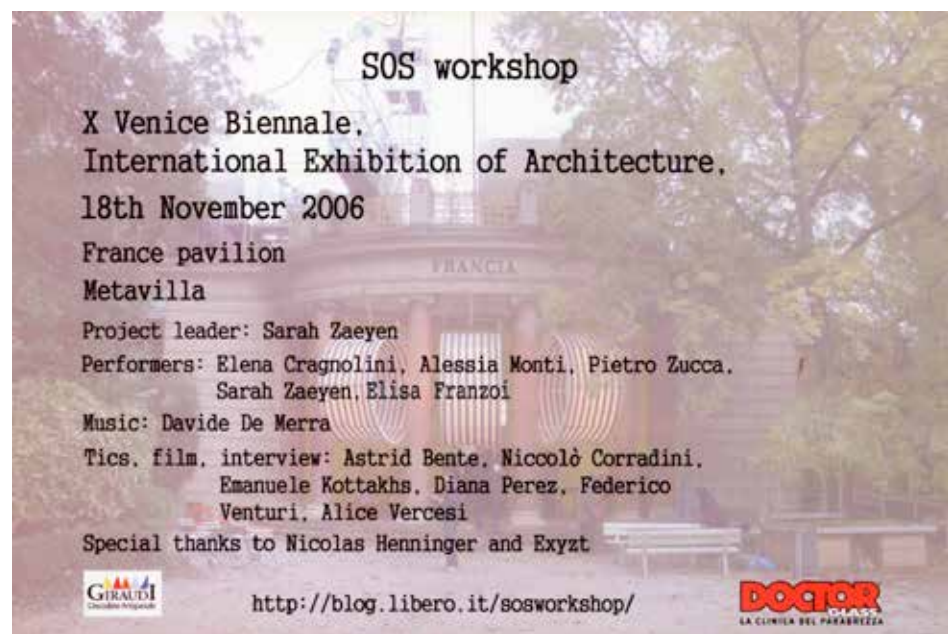 SOS workshop
X Venice Biennale,
International Exhibition of Architecture,
18th November 2006
France pavilion
FRANCIA
Metavilla
Project leader: Sarah Zaeyen
Performers: Elena Cragnolini, Alessia Monti, Pietro Zucca,
Sarah Zaeyen, Elisa Franzoi
Music: Davide De Merra
Tics, film, interview: Astrid Bente, Niccolò Corradini,
Emanuele Kottakhs, Diana Perez, Federico
Venturi, Alice Vercesi
Special thanks to Nicolas Henninger and Exyzt
GIRAUDI
Cioccolato Artigianale
http://blog.libero.it/sosworkshop/
DOCTOR
GLASS
LA CLINICA DEL PARABREZZA